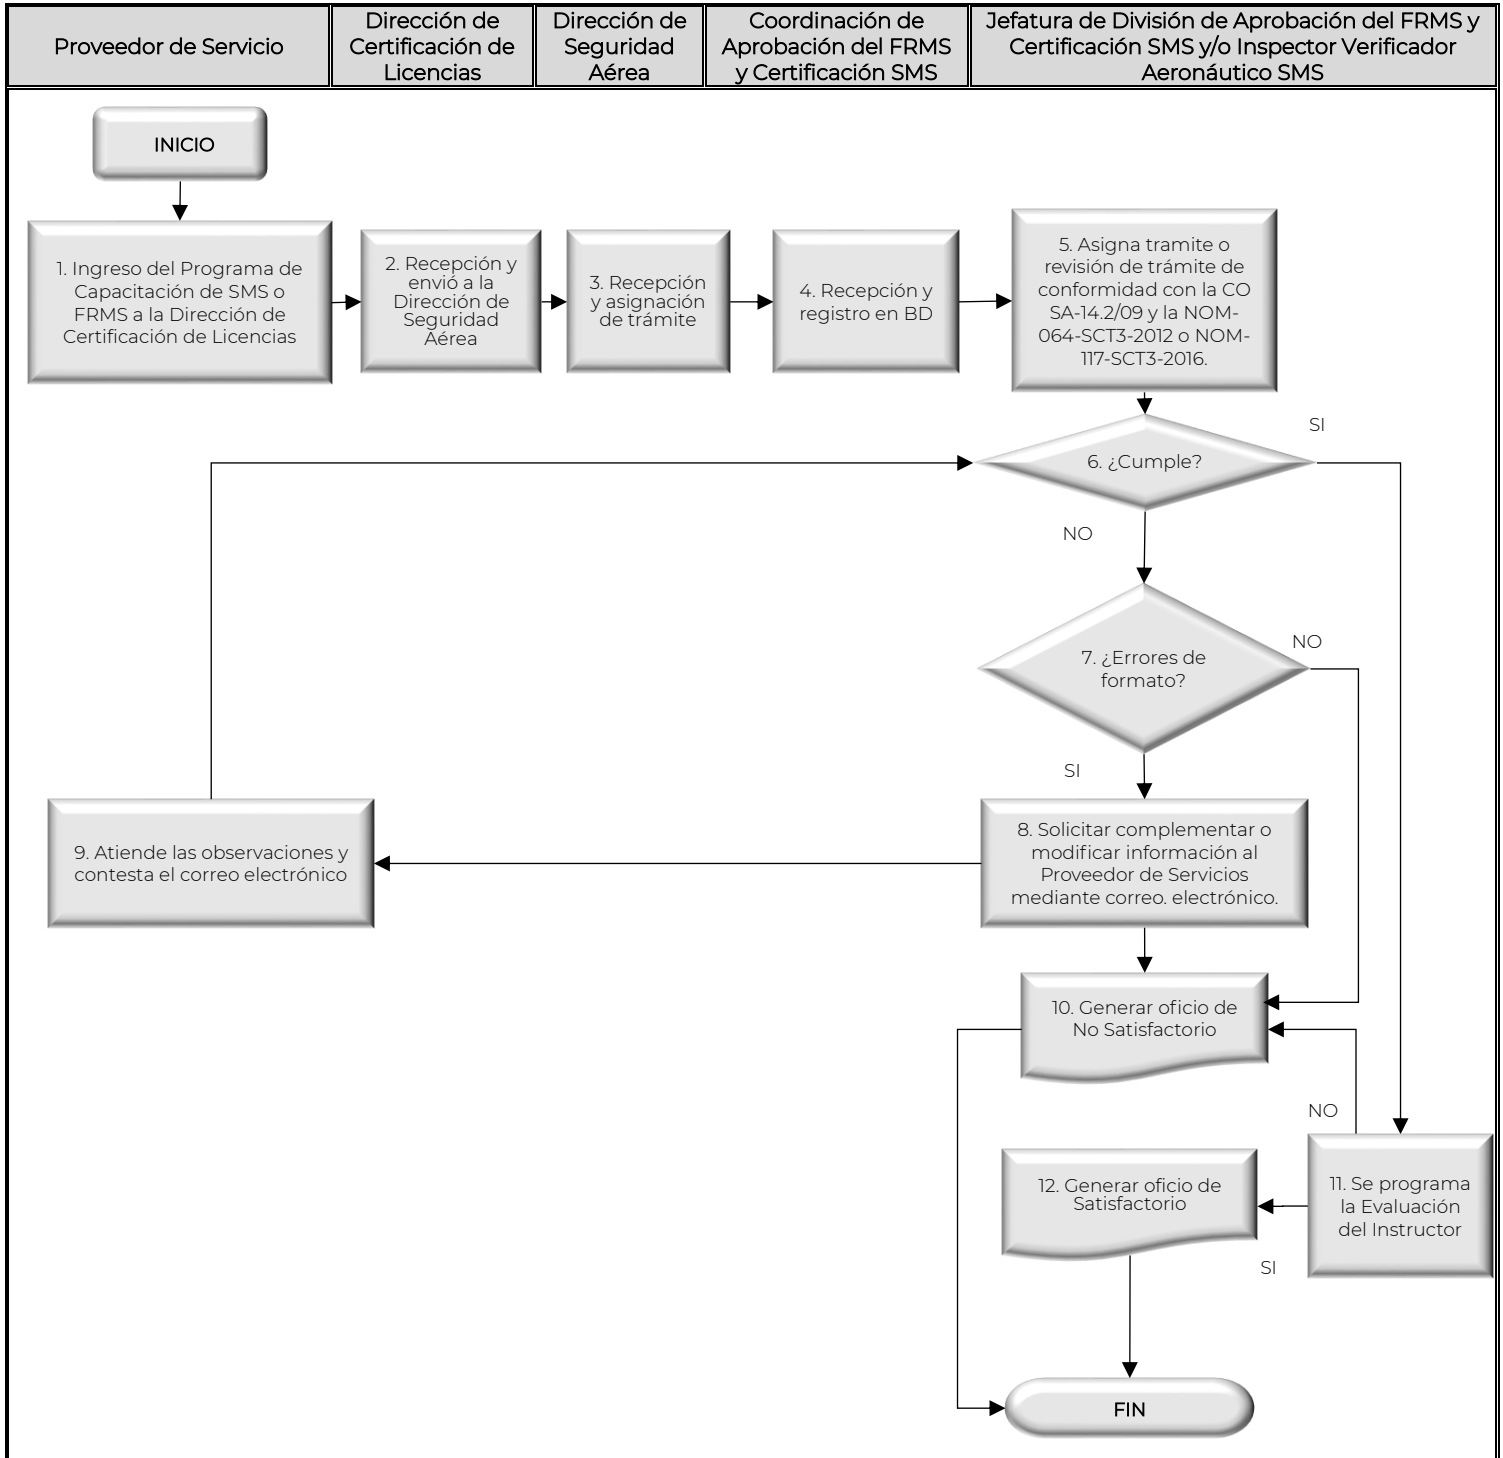 Proveedor de Servicio
Dirección de
Certificación de
Licencias
Dirección de
Seguridad
Aérea
Coordinación de
Aprobación del FRMS
y Certificación SMS
Jefatura de División de Aprobación del FRMS y
Certificación SMS y/o Inspector Verificador
Aeronáutico SMS
INICIO
1. Ingreso del Programa de
Capacitación de SMS o
FRMS a la Dirección de
Certificación de Licencias
2. Recepción y
envió a la
Dirección de
Seguridad
Aérea
3. Recepción
y asignación
de trámite
4. Recepción y
registro en BD
5. Asigna tramite o
revisión de trámite de
conformidad con la CO
SA-14.2/09 y la NOM-
064-SCT3-2012 o NOM-
117-SCT3-2016.
6. ¿Cumple?
SI
NO
7. ¿Errores de
formato?
NO
SI
8. Solicitar complementar o
modificar información al
Proveedor de Servicios
mediante correo. electrónico.
9. Atiende las observaciones y
contesta el correo electrónico
10. Generar oficio de
No Satisfactorio
NO
11. Se programa
la Evaluación
del Instructor
12. Generar oficio de
Satisfactorio
SI
FIN